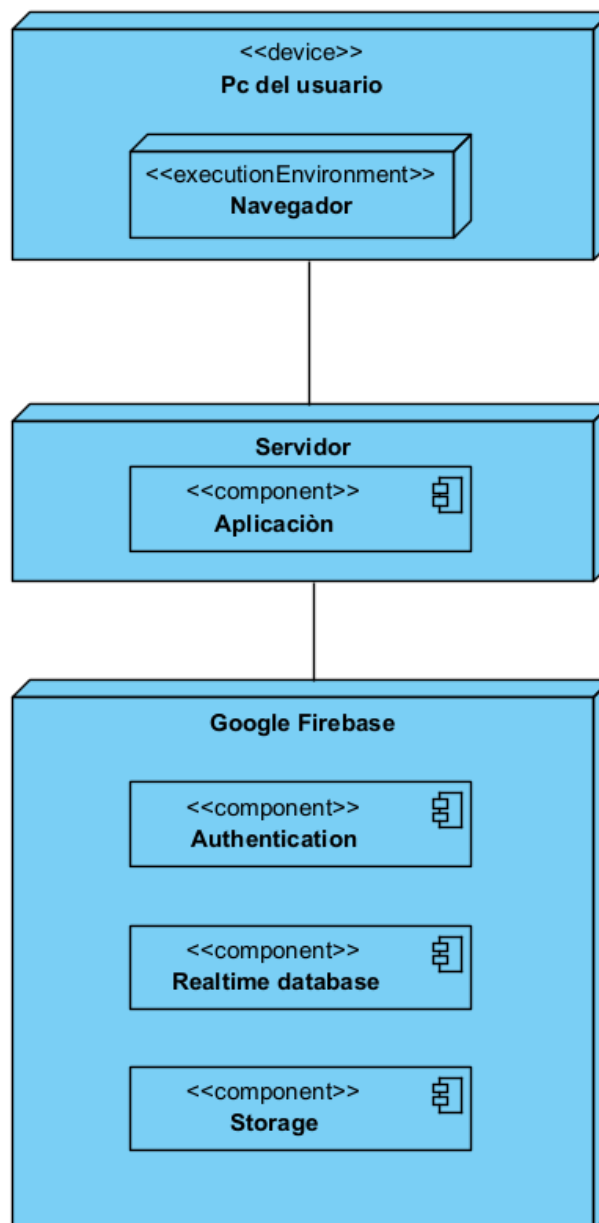 <<device>>
Pc del usuario
<<executionEnvironment>>
Navegador
Servidor
<<component>>
Aplicaciòn
Google Firebase
<<component>>
Authentication
<<component>>
Realtime database
<<component>>
Storage